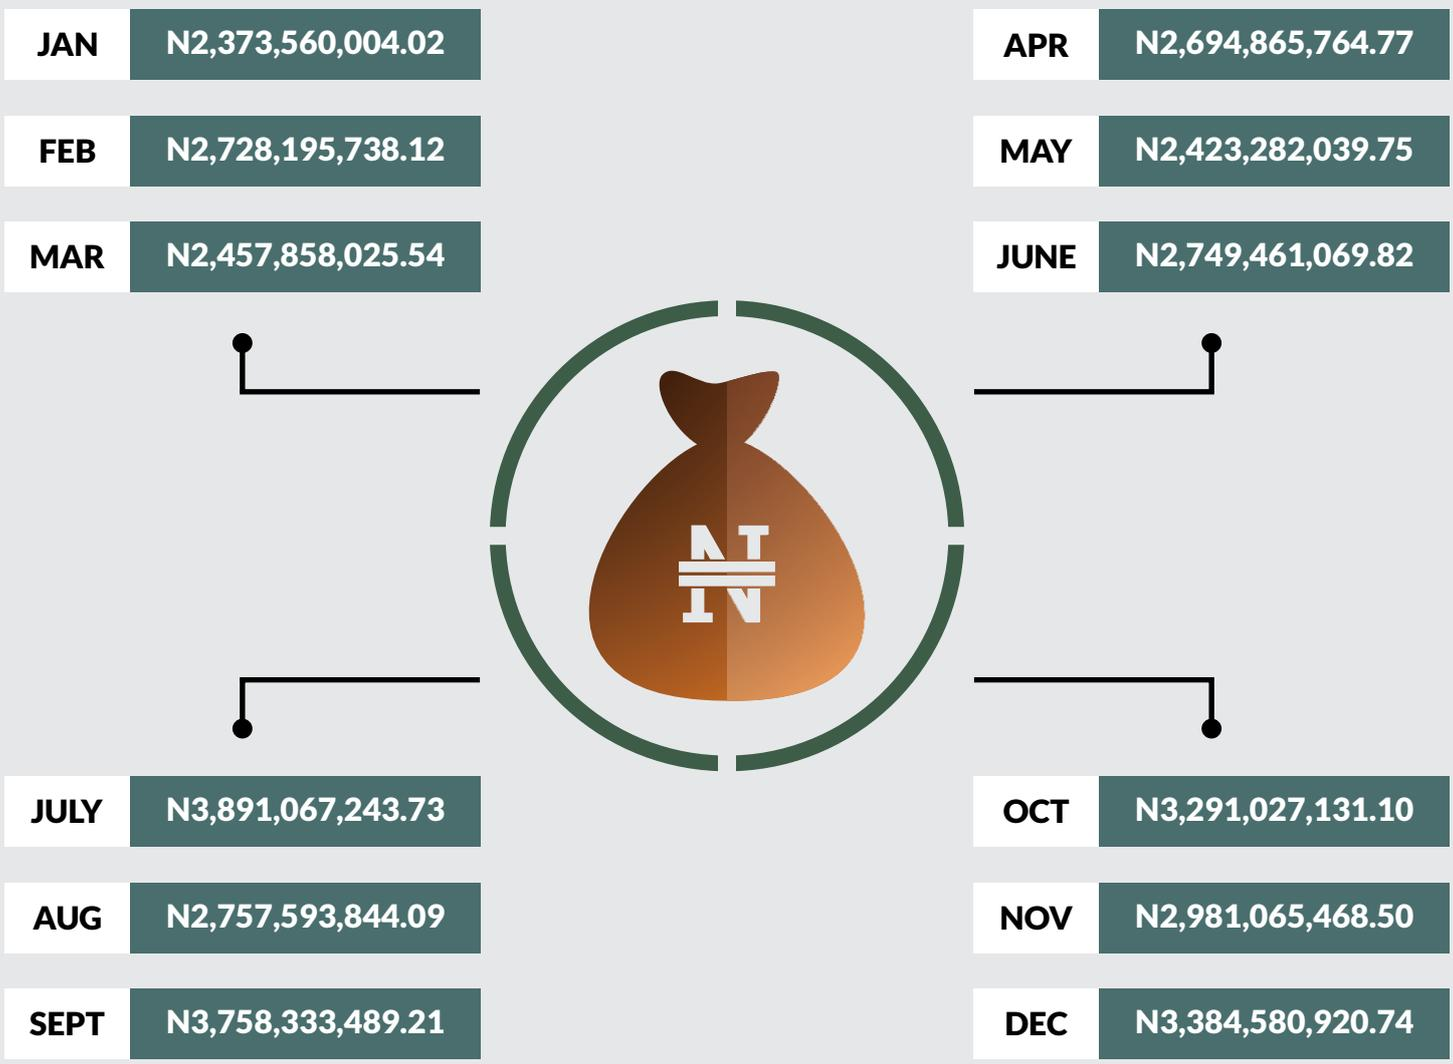 JAN N2,373,560,004.02
FEB N2,728,195,738.12
MAR N2,457,858,025.54
APR N2,694,865,764.77
MAY N2,423,282,039.75
JUNE N2,749,461,069.82
₦
JULY N3,891,067,243.73
AUG N2,757,593,844.09
SEPT N3,758,333,489.21
OCT N3,291,027,131.10
NOV N2,981,065,468.50
DEC N3,384,580,920.74